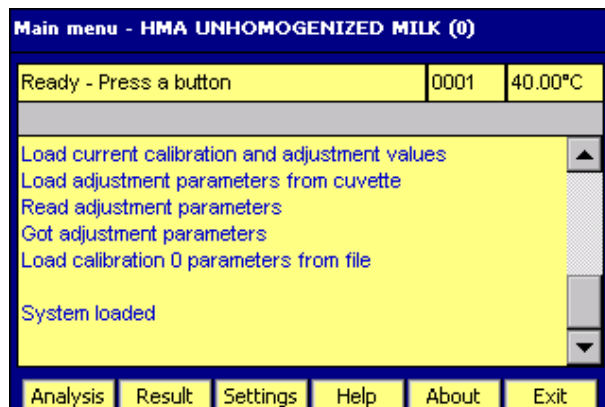 Main menu - HMA UNHOMOGENIZED MILK (0)
Ready - Press a button 0001 40.00°C
Load current calibration and adjustment values
Load adjustment parameters from cuvette
Read adjustment parameters
Got adjustment parameters
Load calibration 0 parameters from file
System loaded
Analysis Result Settings Help About Exit